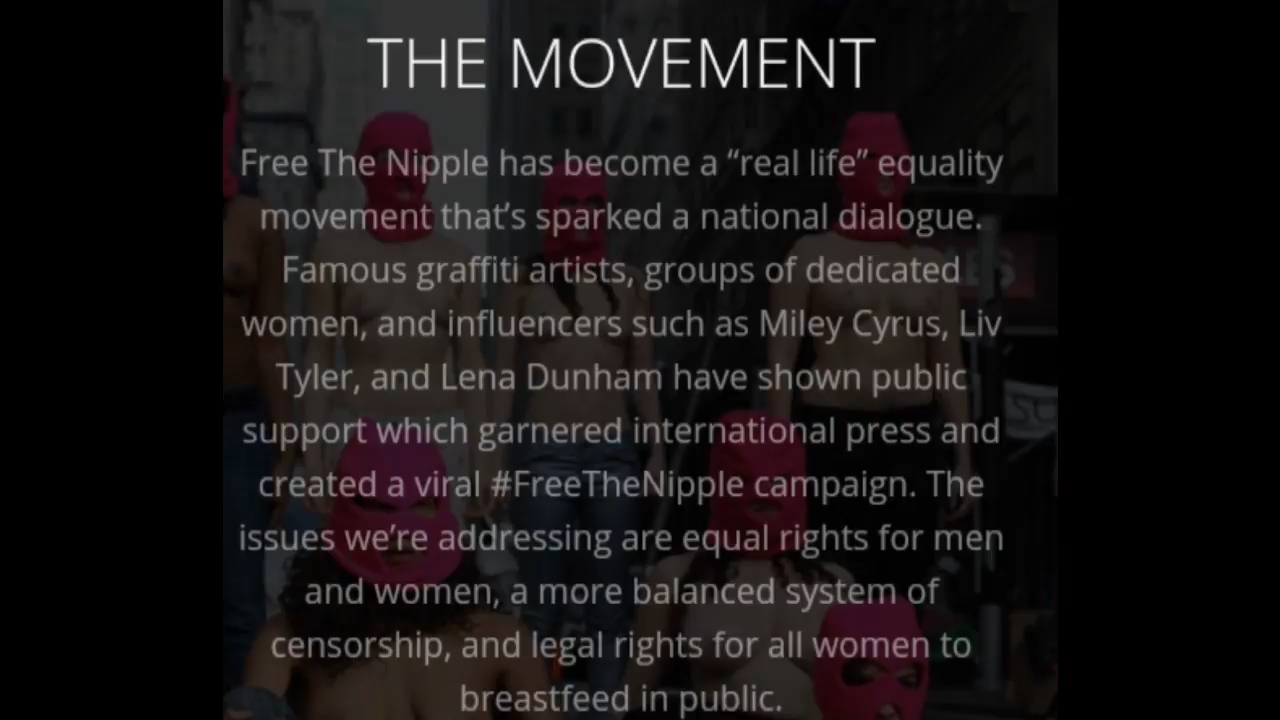 THE MOVEMENT
Free The Nipple has become a “real life” equality
movement that’s sparked a national dialogue.
Famous graffiti artists, groups of dedicated
women, and influencers such as Miley Cyrus, Liv
Tyler, and Lena Dunham have shown public
support which garnered international press and
created a viral #FreeTheNipple campaign. The
issues we’re addressing are equal rights for men
and women, a more balanced system of
censorship, and legal rights for all women to
breastfeed in public.